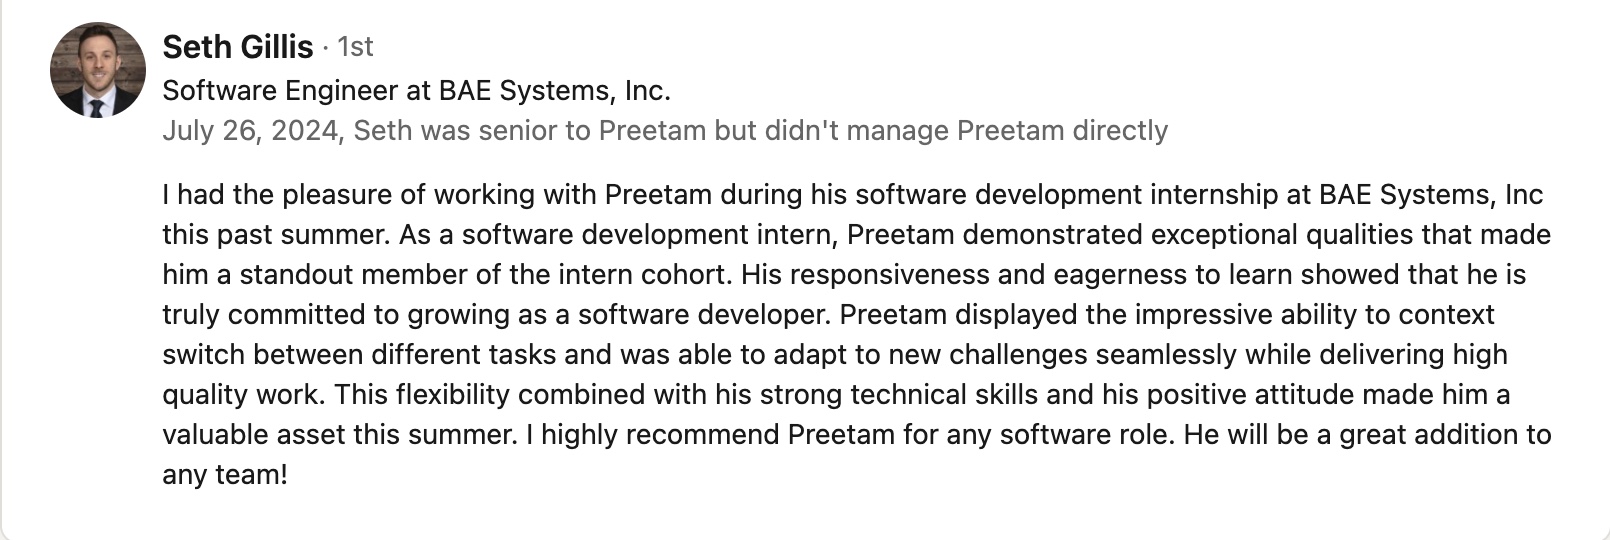 Seth Gillis · 1st
Software Engineer at BAE Systems, Inc.
July 26, 2024, Seth was senior to Preetam but didn't manage Preetam directly
I had the pleasure of working with Preetam during his software development internship at BAE Systems, Inc
this past summer. As a software development intern, Preetam demonstrated exceptional qualities that made
him a standout member of the intern cohort. His responsiveness and eagerness to learn showed that he is
truly committed to growing as a software developer. Preetam displayed the impressive ability to context
switch between different tasks and was able to adapt to new challenges seamlessly while delivering high
quality work. This flexibility combined with his strong technical skills and his positive attitude made him a
valuable asset this summer. I highly recommend Preetam for any software role. He will be a great addition to
any team!